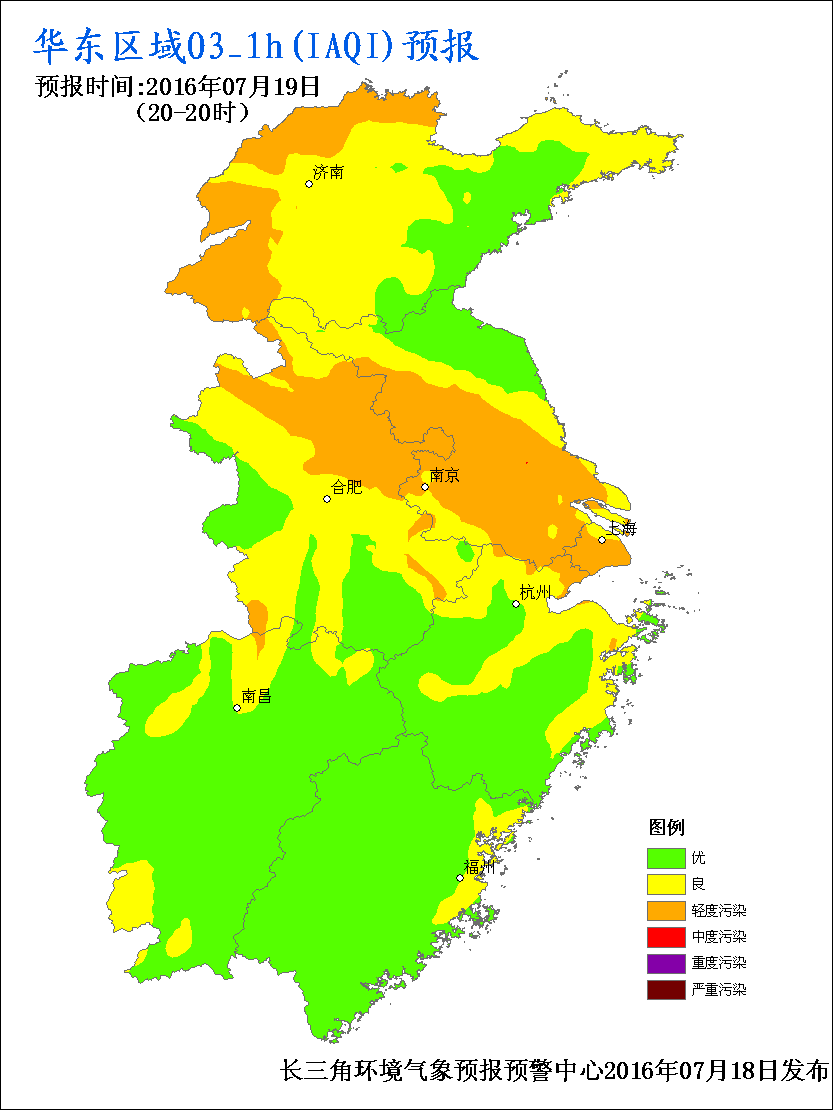 华东区域O3_1h(IAQI)预报
预报时间:2016年07月19日
(20-20时)
济南
南京
合肥
上海
杭州
南昌
福州
图例
优
良
轻度污染
中度污染
重度污染
严重污染
长三角环境气象预报预警中心2016年07月18日发布